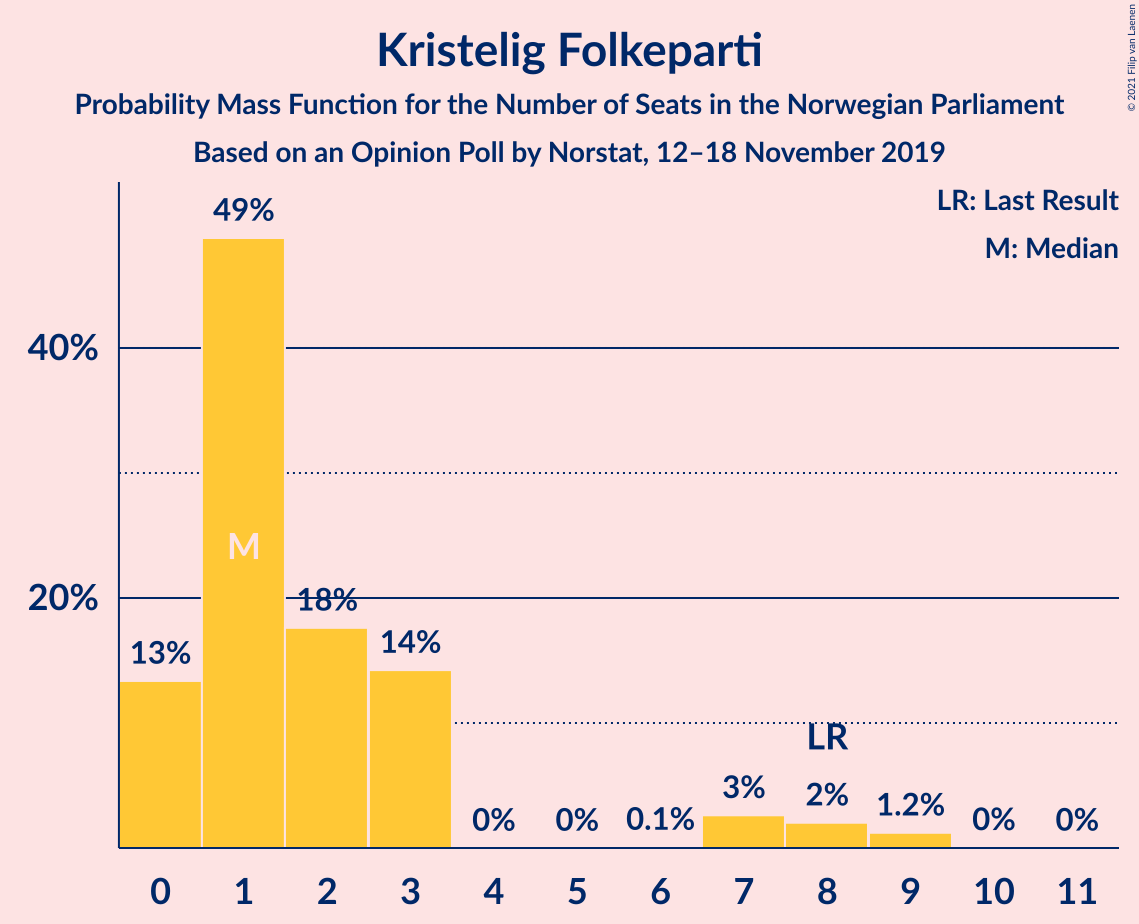 Kristelig Folkeparti
Probability Mass Function for the Number of Seats in the Norwegian Parliament
Based on an Opinion Poll by Norstat, 12–18 November 2019
© 2021 Filip van Laenen
LR: Last Result
M: Median
49%
40%
M
20%
18%
14%
13%
LR
3%
2%
1.2%
0%
0%
0.1%
0%
0%
0 1 2 3 4 5 6 7 8 9 10 11